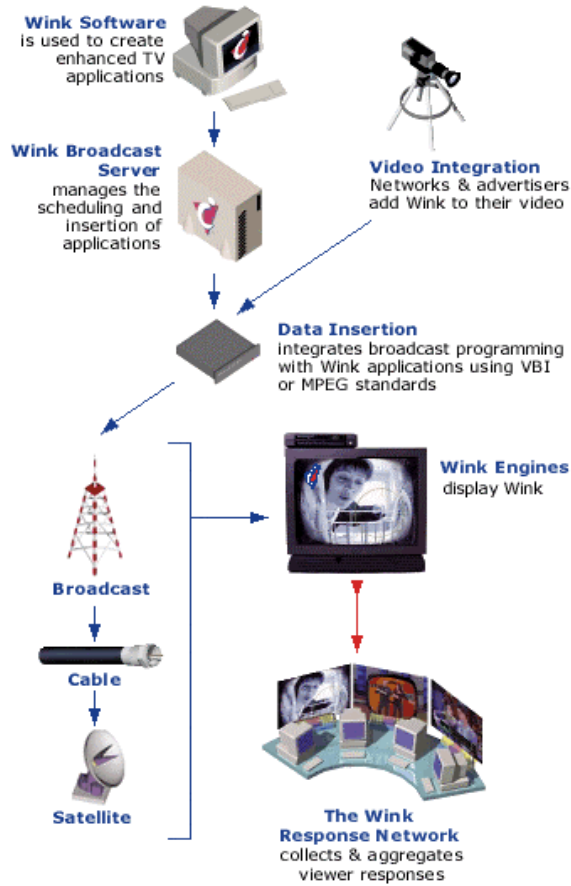 Wink Software
is used to create
enhanced TV
applications
Wink Broadcast
Server
manages the
scheduling and
insertion of
applications
Video Integration
Networks & advertisers
add Wink to their video
Data Insertion
integrates broadcast programming
with Wink applications using VBI
or MPEG standards
Wink Engines
display Wink
Broadcast
Cable
Satellite
The Wink
Response Network
collects & aggregates
viewer responses